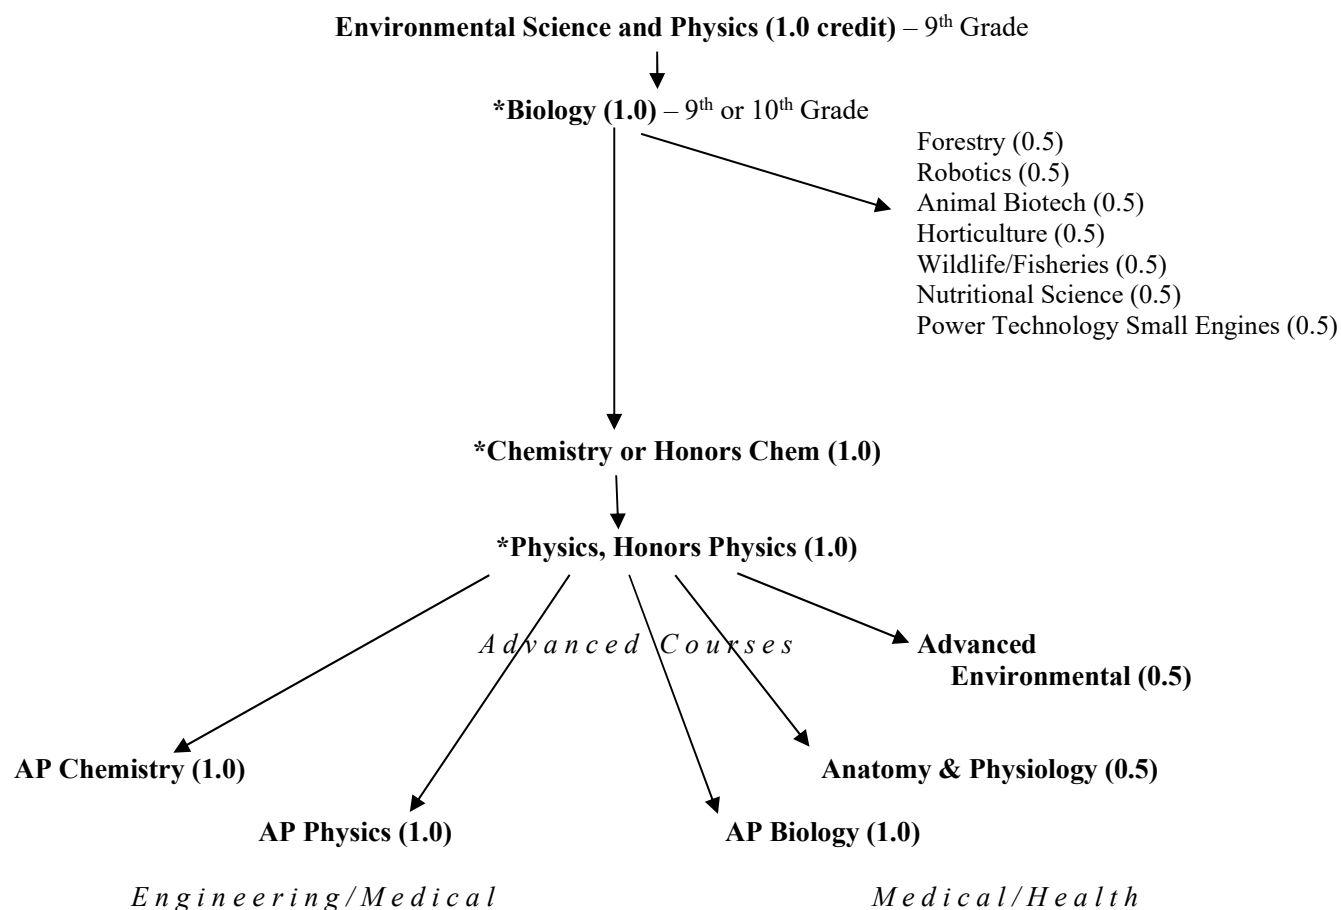 Environmental Science and Physics (1.0 credit) – 9th Grade
*Biology (1.0) – 9th or 10th Grade
Forestry (0.5)
Robotics (0.5)
Animal Biotech (0.5)
Horticulture (0.5)
Wildlife/Fisheries (0.5)
Nutritional Science (0.5)
Power Technology Small Engines (0.5)
*Chemistry or Honors Chem (1.0)
*Physics, Honors Physics (1.0)
Advanced Courses
Advanced
Environmental (0.5)
AP Chemistry (1.0)
Anatomy & Physiology (0.5)
AP Physics (1.0)
AP Biology (1.0)
Engineering/Medical
Medical/Health